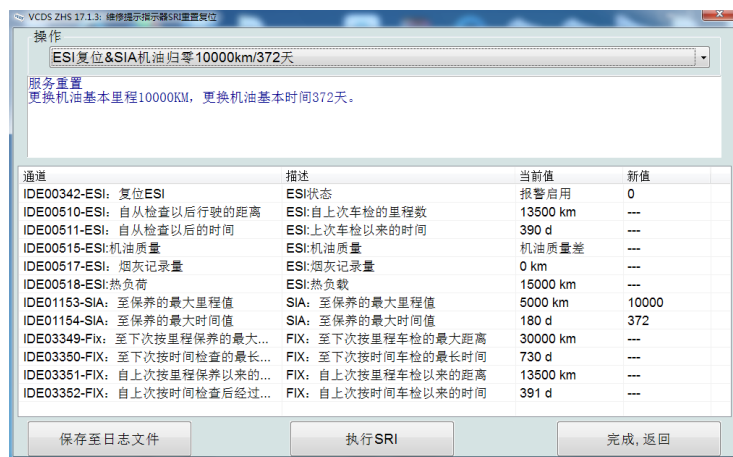 VCDS ZHS 17.1.3: 维修提示指示器SRI重置复位
操作
ESI复位&SIA机油归零10000km/372天
服务重置
更换机油基本里程10000KM, 更换机油基本时间372天。
通道 描述 当前值 新值
IDE00342-ESI: 复位ESI ESI状态 报警启用 0
IDE00510-ESI: 自从检查以后行驶的距离 ESI:自上次车检的里程数 13500 km ---
IDE00511-ESI: 自从检查以后的时间 ESI:上次车检以来的时间 390 d ---
IDE00515-ESI:机油质量 ESI:机油质量 机油质量差 ---
IDE00517-ESI: 烟灰记录量 ESI:烟灰记录量 0 km ---
IDE00518-ESI:热负荷 ESI:热负载 15000 km ---
IDE01153-SIA: 至保养的最大里程值 SIA: 至保养的最大里程值 5000 km 10000
IDE01154-SIA: 至保养的最大时间值 SIA: 至保养的最大时间值 180 d 372
IDE03349-Fix: 至下次按里程保养的最大... FIX: 至下次按里程车检的最大距离 30000 km ---
IDE03350-FIX: 至下次按时间检查的最长... FIX: 至下次按时间车检的最长时间 730 d ---
IDE03351-FIX: 自上次按里程保养以来的... FIX: 自上次按里程车检以来的距离 13500 km ---
IDE03352-FIX: 自上次按时间检查后经过... FIX: 自上次按时间车检以来的时间 391 d ---
保存至日志文件 执行SRI 完成, 返回